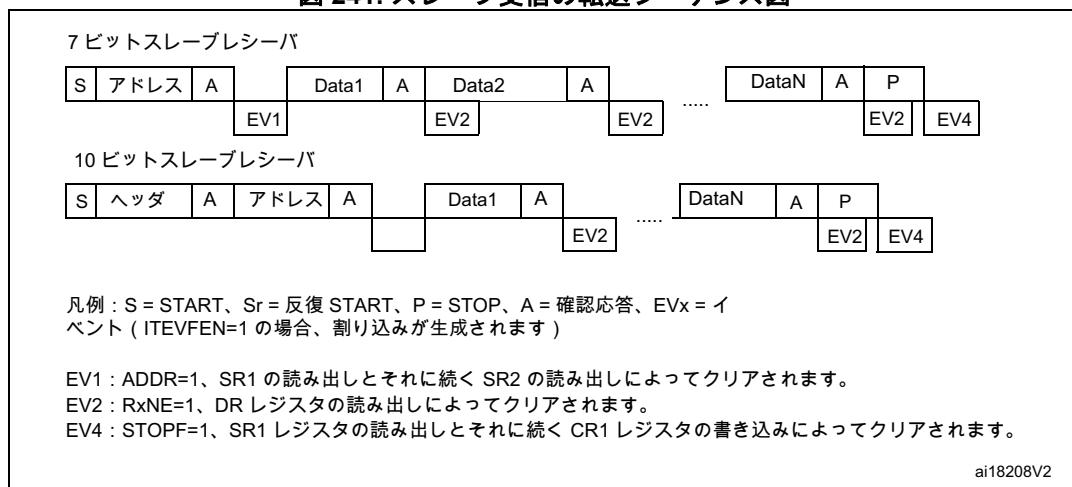 7 ビットスレーブレシーバ
S アドレス A Data1 A Data2 A ..... DataN A P
EV1 EV2 EV2 EV2 EV4
10 ビットスレーブレシーバ
S ヘッダ A アドレス A Data1 A ..... DataN A P
EV2 EV2 EV4
凡例：S = START、Sr = 反復 START、P = STOP、A = 確認応答、EVx = イ
ベント ( ITEVFEN=1 の場合、割り込みが生成されます )
EV1：ADDR=1、SR1 の読み出しとそれに続く SR2 の読み出しによってクリアされます。
EV2：RxNE=1、DR レジスタの読み出しによってクリアされます。
EV4：STOPF=1、SR1 レジスタの読み出しとそれに続く CR1 レジスタの書き込みによってクリアされます。
ai18208V2